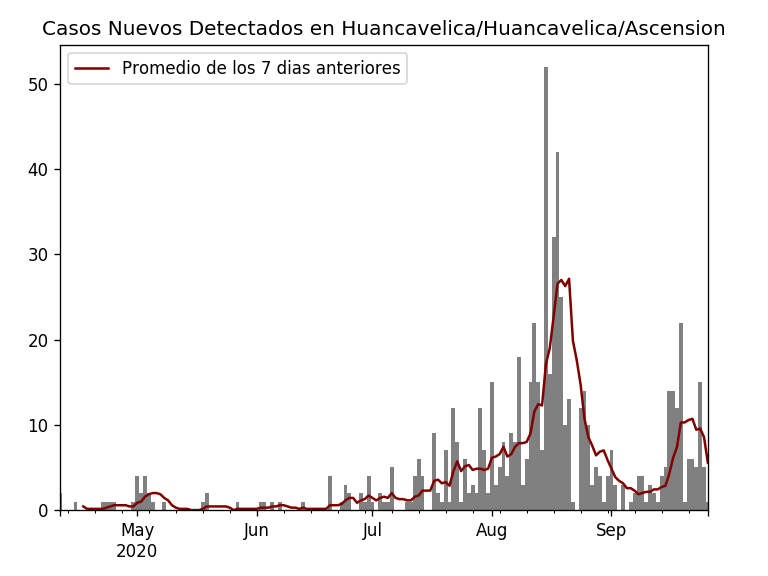 Casos Nuevos Detectados en Huancavelica/Huancavelica/Ascension
Promedio de los 7 dias anteriores
50
40
30
20
10
0
May Jun Jul Aug Sep
2020